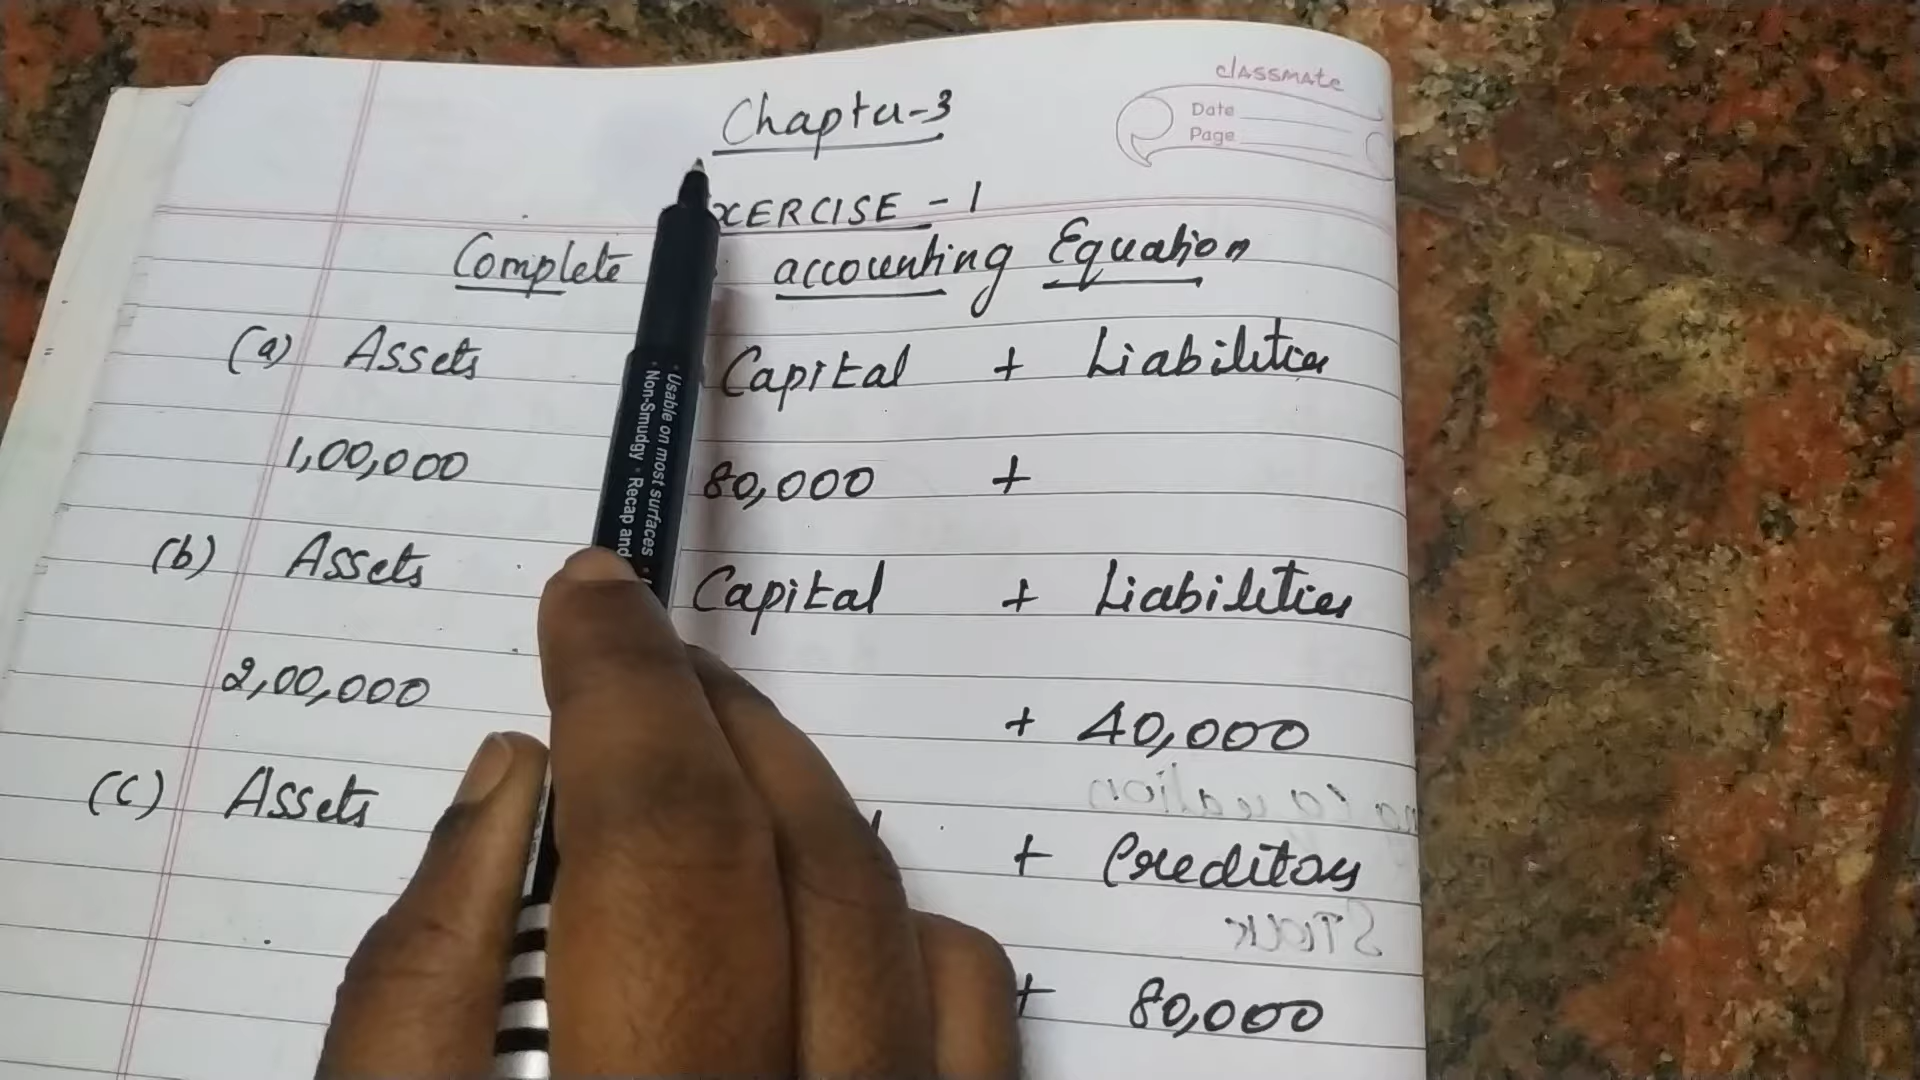 classmate
Date
Page
Chapter-3
EXERCISE - 1
Complete accounting Equation
(a) Assets Capital + Liabilities
1,00,000 80,000 +
(b) Assets Capital + Liabilities
2,00,000 + 40,000
(c) Assets + Creditors
+ 80,000
Usable on most surfaces
Non-Smudgy • Recap and